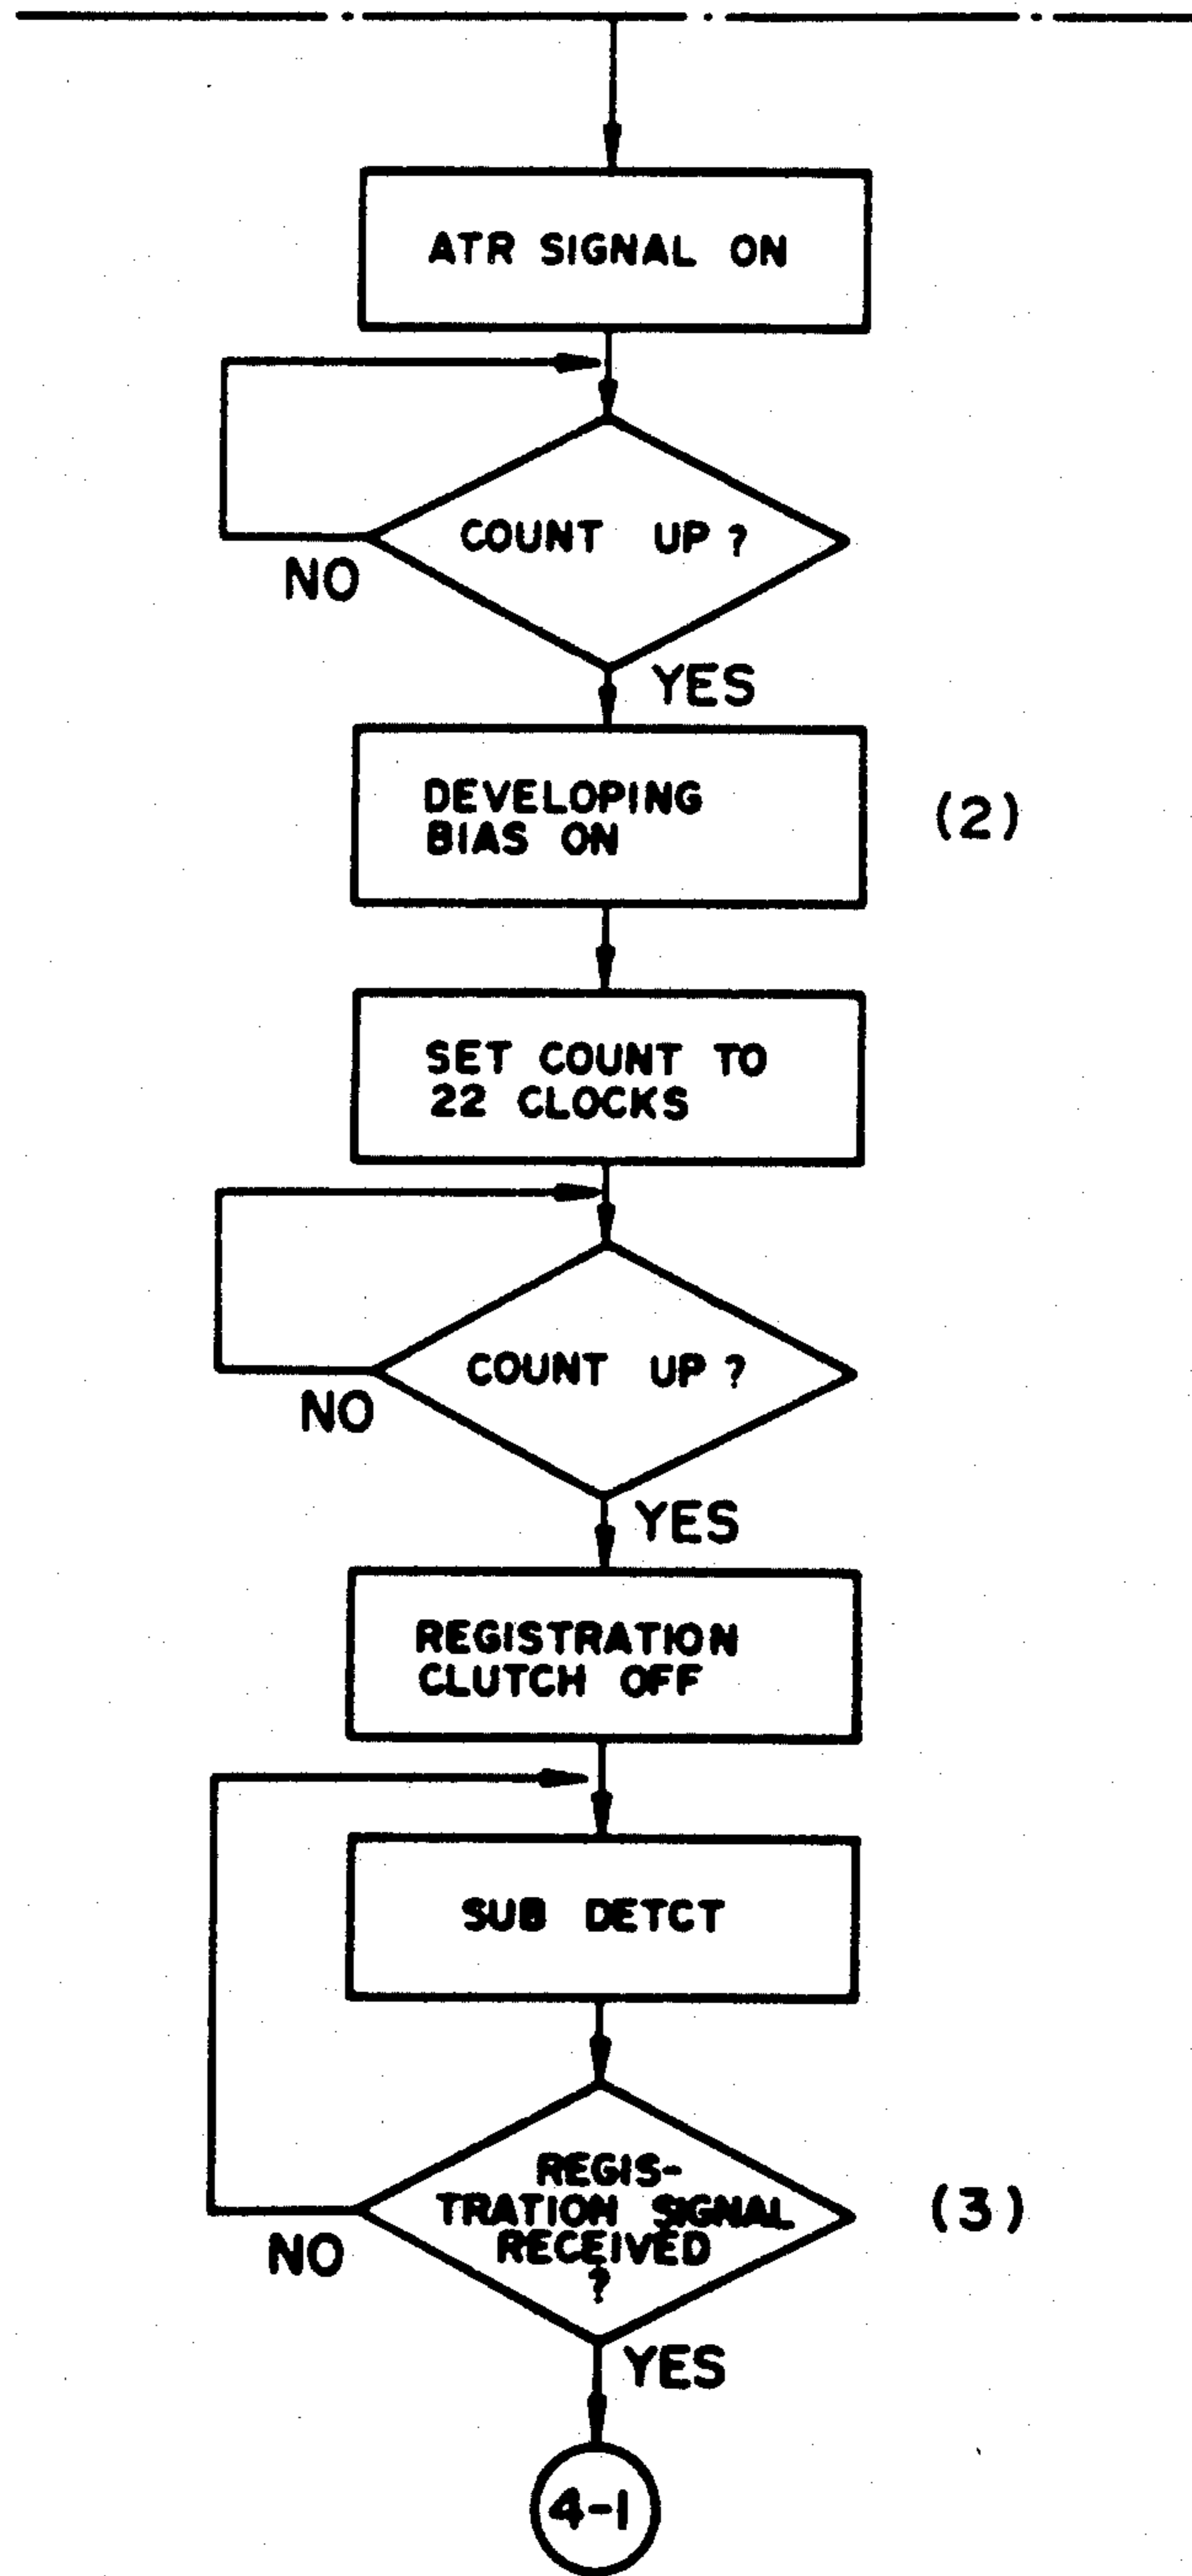 ATR SIGNAL ON
COUNT UP ?
NO
YES
DEVELOPING
BIAS ON
(2)
SET COUNT TO
22 CLOCKS
COUNT UP ?
NO
YES
REGISTRATION
CLUTCH OFF
SUB DETCT
REGIS-
TRATION SIGNAL
RECEIVED
?
(3)
NO
YES
4-1